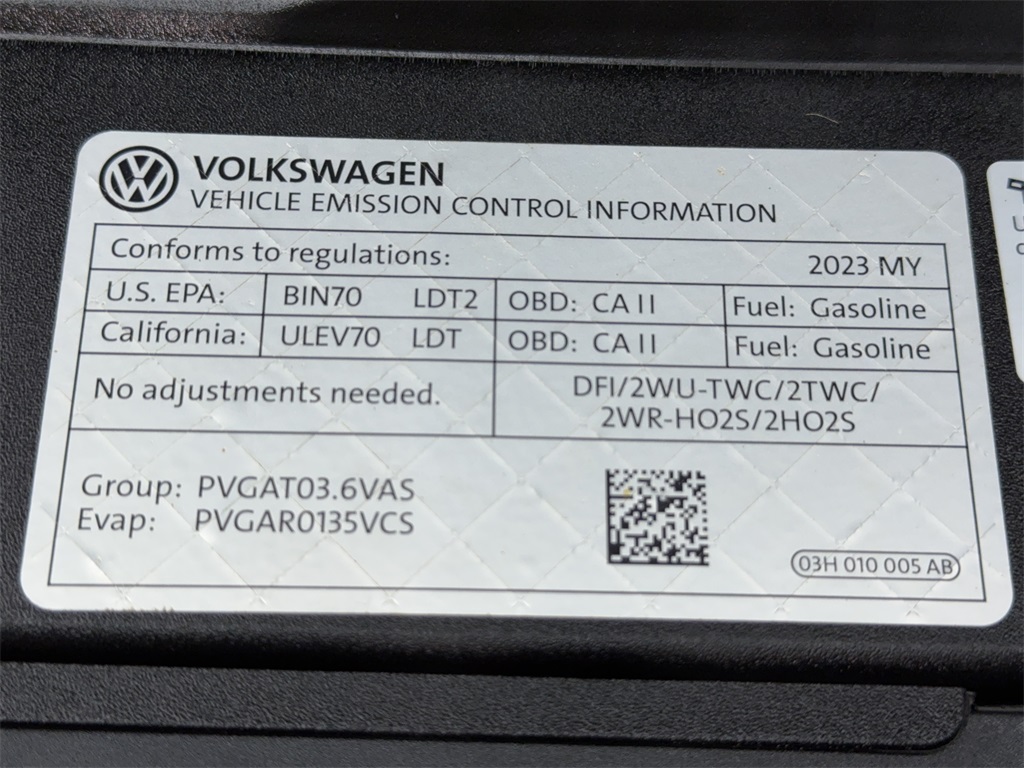 VOLKSWAGEN
VEHICLE EMISSION CONTROL INFORMATION
Conforms to regulations: 2023 MY
U.S. EPA: BIN70 LDT2 OBD: CA II Fuel: Gasoline
California: ULEV70 LDT OBD: CA II Fuel: Gasoline
No adjustments needed. DFI/2WU-TWC/2TWC/
2WR-HO2S/2HO2S
Group: PVGAT03.6VAS
Evap: PVGAR0135VCS
03H 010 005 AB